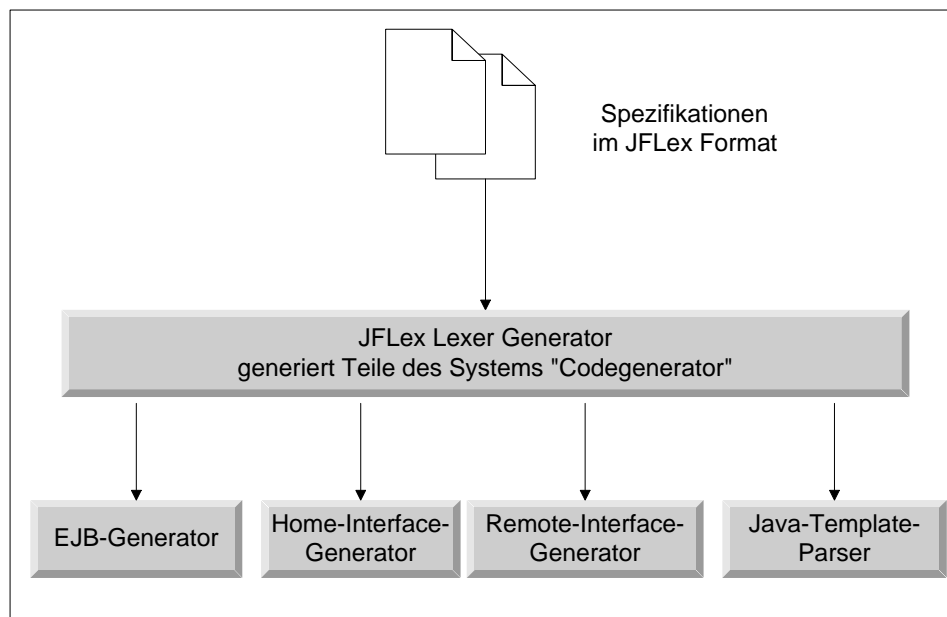 Spezifikationen
im JFLex Format
JFLex Lexer Generator
generiert Teile des Systems "Codegenerator"
EJB-Generator
Home-Interface-
Generator
Remote-Interface-
Generator
Java-Template-
Parser